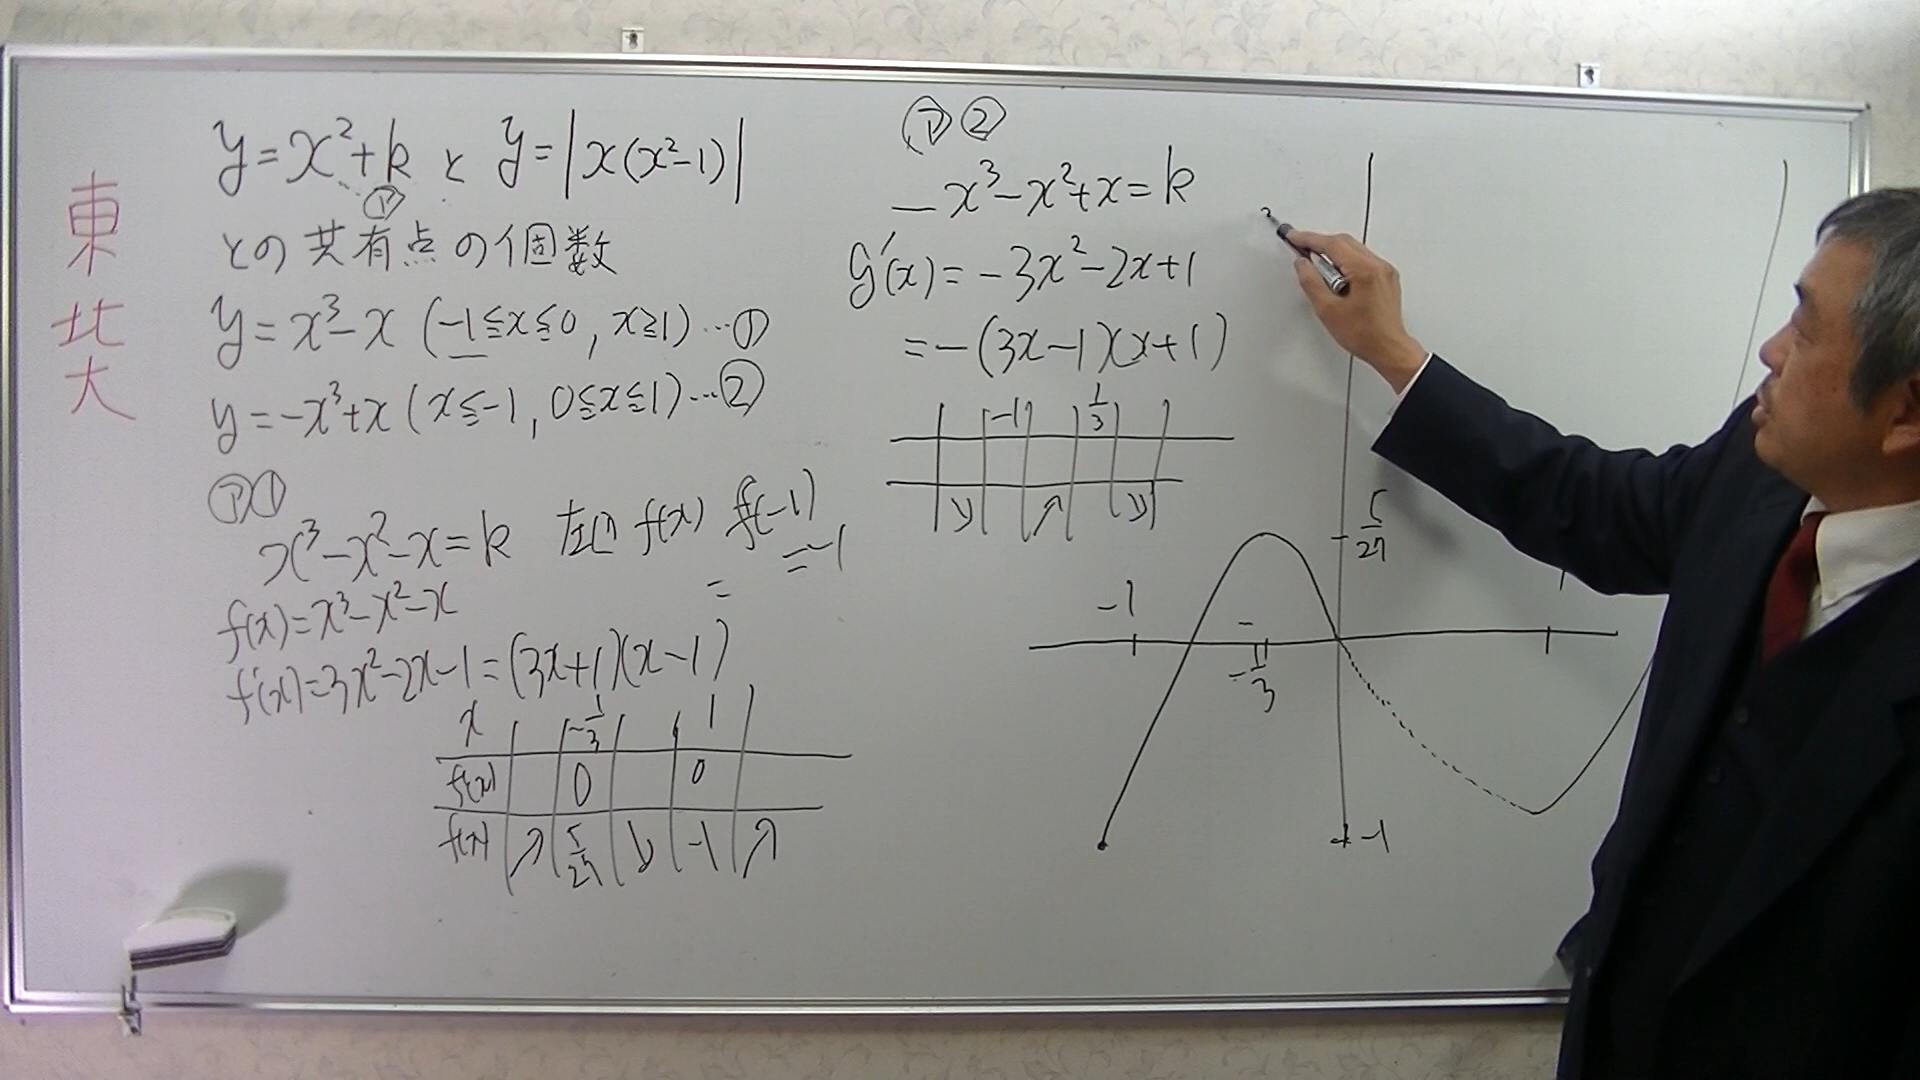 東北大
y=x²+k と y=|x(x²-1)|
㋐
との共有点の個数
y=x³-x (-1≦x≦0, x≧1)…①
y=-x³+x (x≦-1, 0≦x≦1)…②
㋐①
x³-x²-x=k 左辺 f(x) f(-1)
= =-1
f(x)=x³-x²-x
f'(x)=3x²-2x-1=(3x+1)(x-1)
x -1/3 1
f'(x) 0 0
f(x) ↗ 5/27 ↘ -1 ↗
㋐②
-x³-x²+x=k
g'(x)=-3x²-2x+1
=-(3x-1)(x+1)
-1 1/3
↘ ↗ ↘
5/27
-1
-1/3
-1